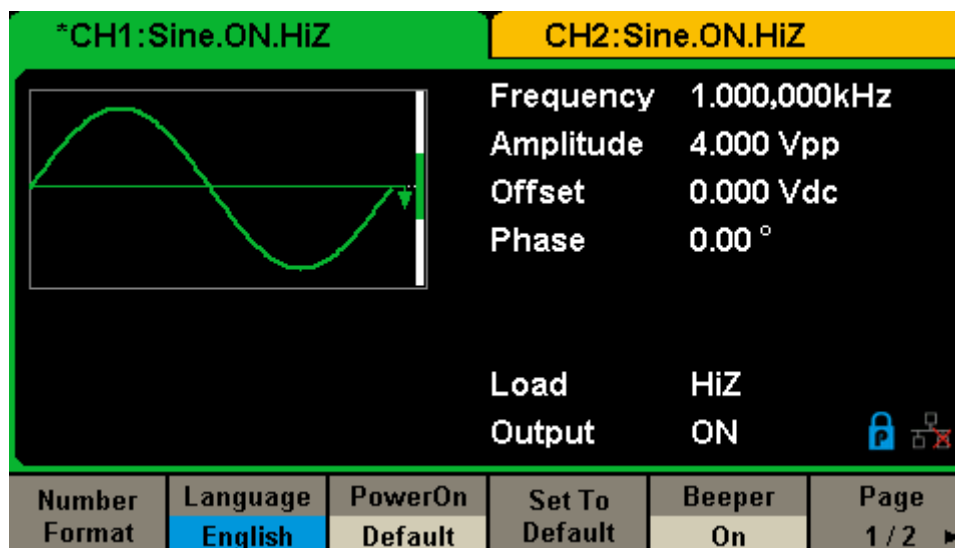 *CH1:Sine.ON.HiZ
CH2:Sine.ON.HiZ
Frequency 1.000,000kHz
Amplitude 4.000 Vpp
Offset 0.000 Vdc
Phase 0.00 °
Load HiZ
Output ON
P
Number Format
Language English
PowerOn Default
Set To Default
Beeper On
Page 1/2 ►